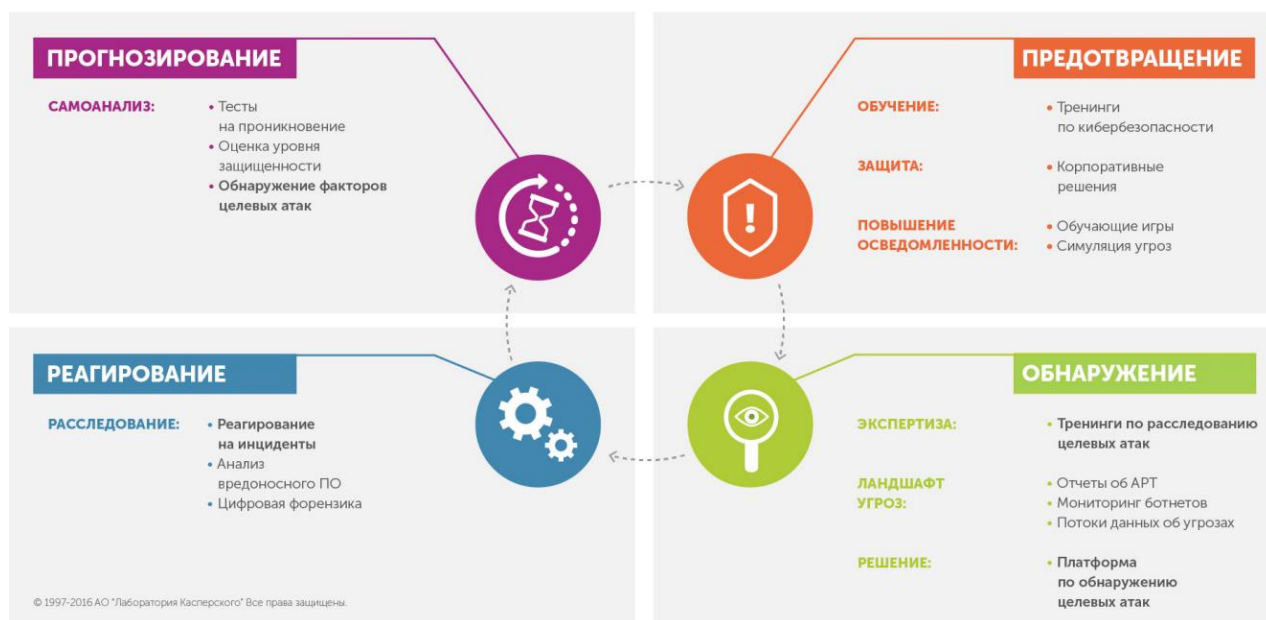 ПРОГНОЗИРОВАНИЕ
САМОАНАЛИЗ:
• Тесты
на проникновение
• Оценка уровня
защищенности
• Обнаружение факторов
целевых атак
ПРЕДОТВРАЩЕНИЕ
ОБУЧЕНИЕ:
• Тренинги
по кибербезопасности
ЗАЩИТА:
• Корпоративные
решения
ПОВЫШЕНИЕ
ОСВЕДОМЛЕННОСТИ:
• Обучающие игры
• Симуляция угроз
РЕАГИРОВАНИЕ
РАССЛЕДОВАНИЕ:
• Реагирование
на инциденты
• Анализ
вредоносного ПО
• Цифровая форензика
© 1997-2016 АО "Лаборатория Касперского" Все права защищены.
ОБНАРУЖЕНИЕ
ЭКСПЕРТИЗА:
• Тренинги по расследованию
целевых атак
ЛАНДШАФТ
УГРОЗ:
• Отчеты об APT
• Мониторинг ботнетов
• Потоки данных об угрозах
РЕШЕНИЕ:
• Платформа
по обнаружению
целевых атак